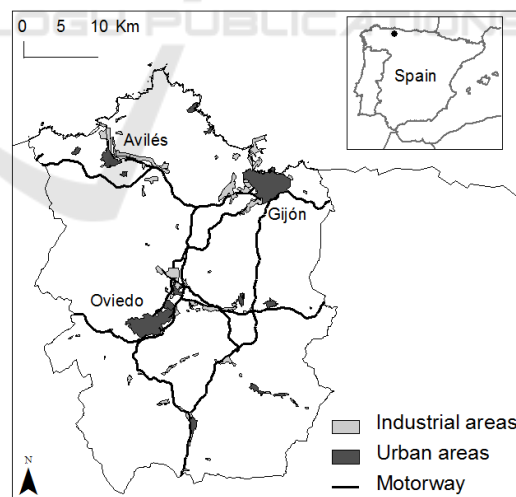 0 5 10 Km
Spain
Avilés
Gijón
Oviedo
Industrial areas
Urban areas
Motorway
N